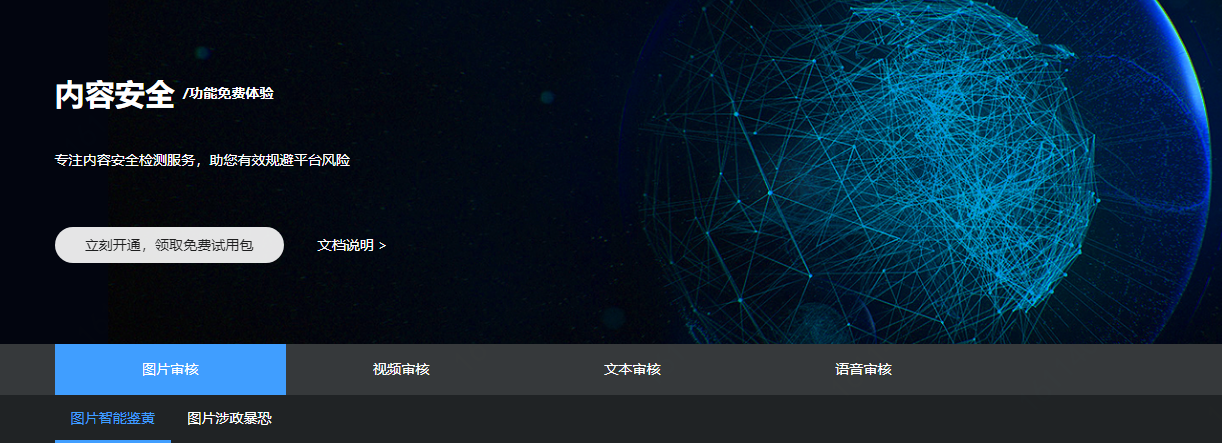 内容安全 /功能免费体验
专注内容安全检测服务，助您有效规避平台风险
立刻开通，领取免费试用包 文档说明 >
图片审核 视频审核 文本审核 语音审核
图片智能鉴黄 图片涉政暴恐